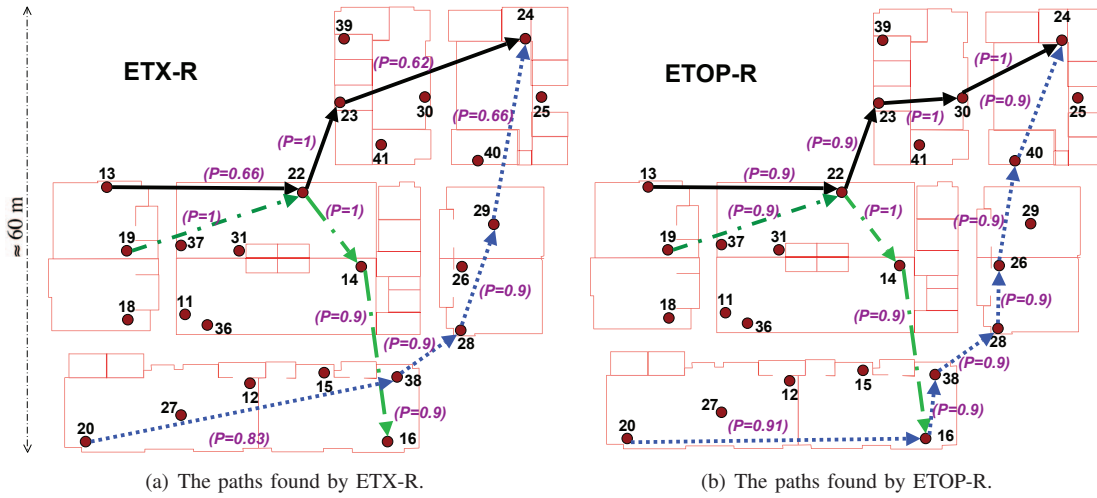 39
24
ETX-R
(P=0.62)
23
30
25
(P=0.66)
(P=1)
41
40
13
(P=0.66)
22
(P=1)
(P=1)
29
19
37
31
14
26
(P=0.9)
(P=0.9)
18
11
36
(P=0.9)
28
15
38
12
27
20
(P=0.83)
(P=0.9)
16
≈ 60 m
(a) The paths found by ETX-R.
39
24
ETOP-R
(P=1)
23
(P=1)
30
(P=0.9)
25
(P=0.9)
41
40
13
(P=0.9)
22
(P=0.9)
(P=1)
(P=0.9)
29
19
37
31
14
26
(P=0.9)
(P=0.9)
18
11
36
28
(P=0.9)
15
38
12
27
(P=0.9)
20
(P=0.91)
16
(b) The paths found by ETOP-R.